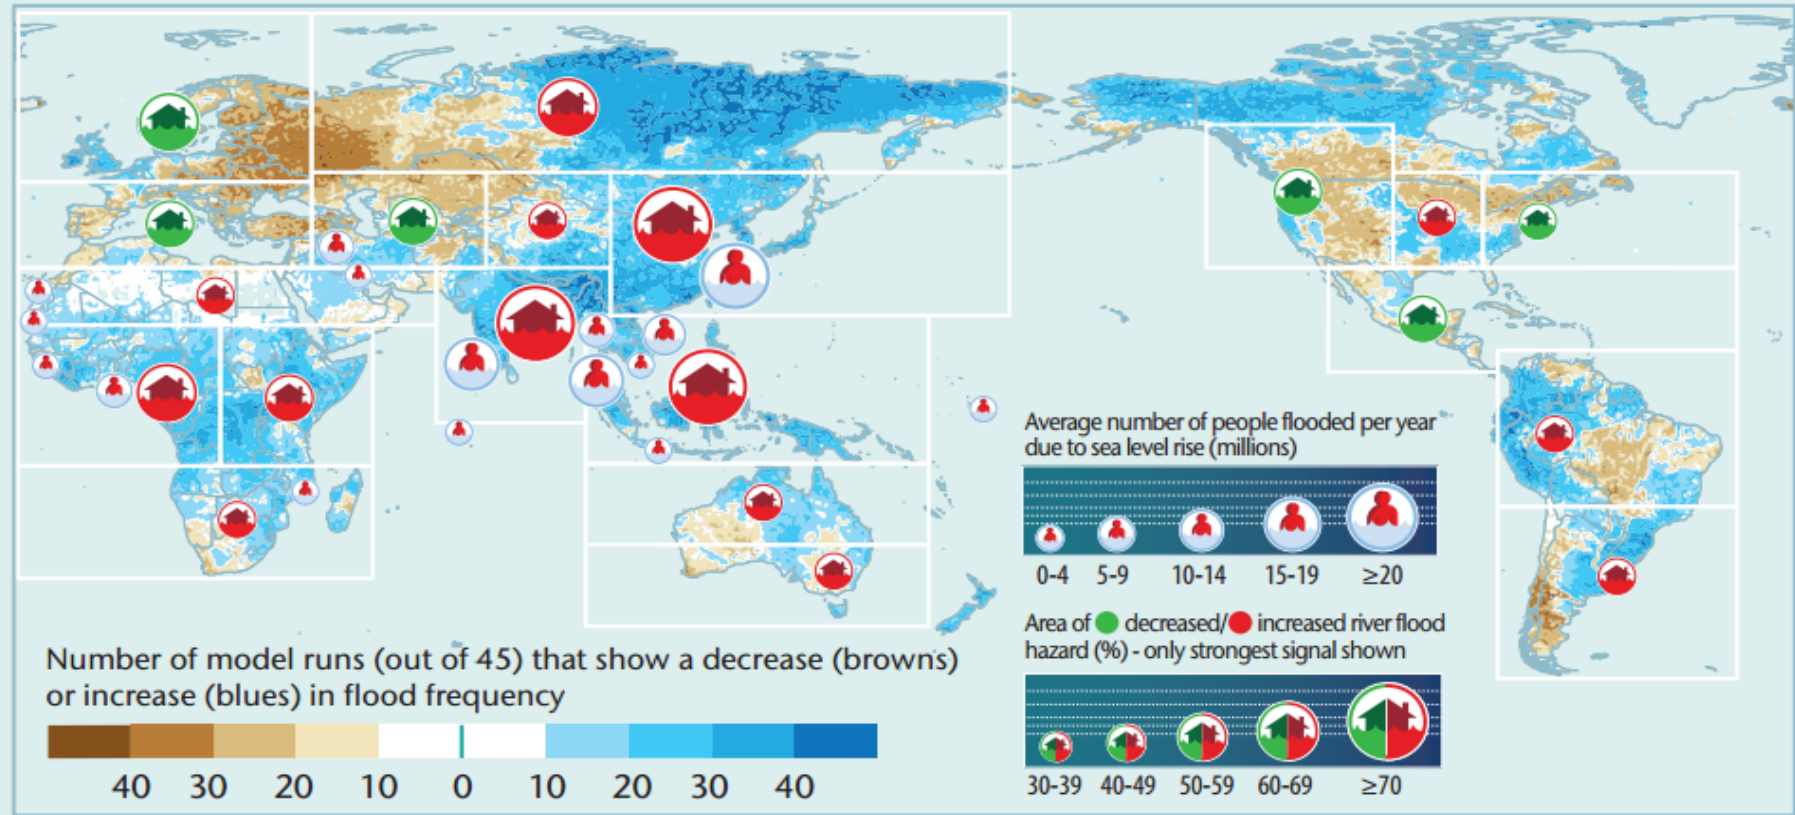 Average number of people flooded per year
due to sea level rise (millions)
0-4 5-9 10-14 15-19 ≥20
Area of decreased/ increased river flood
hazard (%) - only strongest signal shown
30-39 40-49 50-59 60-69 ≥70
Number of model runs (out of 45) that show a decrease (browns)
or increase (blues) in flood frequency
40 30 20 10 0 10 20 30 40